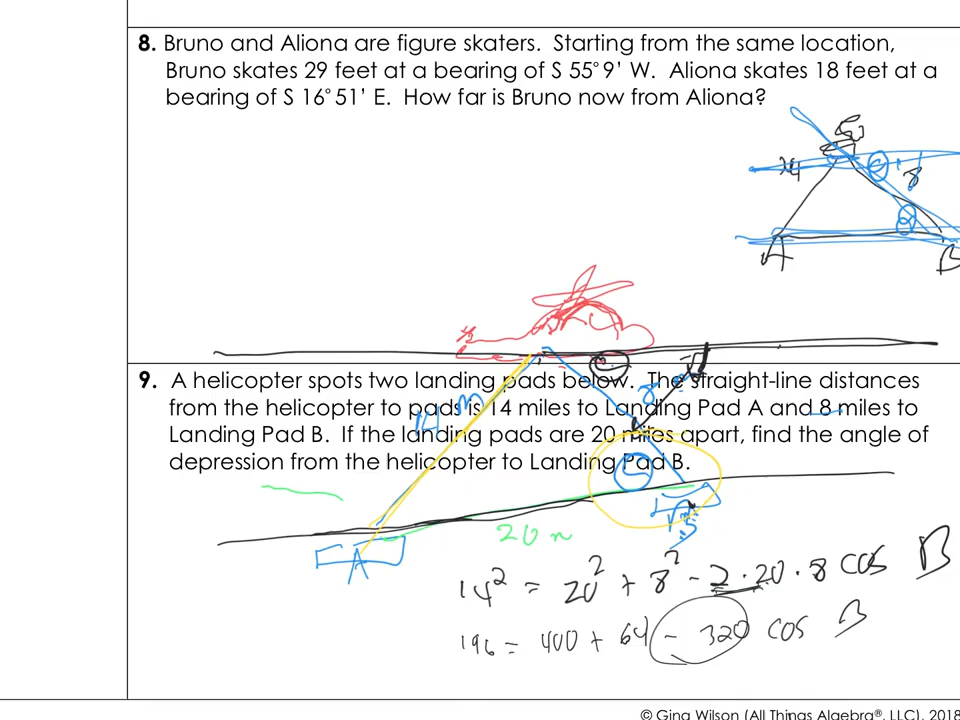 8. Bruno and Aliona are figure skaters.  Starting from the same location,
Bruno skates 29 feet at a bearing of S 55° 9' W.  Aliona skates 18 feet at a
bearing of S 16° 51' E.  How far is Bruno now from Aliona?
14
8
A
B
9.  A helicopter spots two landing pads below.  The straight-line distances
from the helicopter to pads is 14 miles to Landing Pad A and 8 miles to
Landing Pad B.  If the landing pads are 20 miles apart, find the angle of
depression from the helicopter to Landing Pad B.
14 m
8
20 m
A
14² = 20² + 8² - 2 · 20 · 8 cos B
196 = 400 + 64 - 320 cos B
© Gina Wilson (All Things Algebra®, LLC), 2018